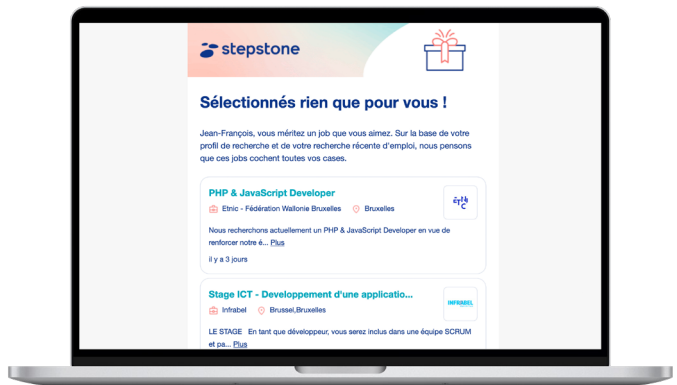 stepstone
Sélectionnés rien que pour vous !
Jean-François, vous méritez un job que vous aimez. Sur la base de votre
profil de recherche et de votre recherche récente d'emploi, nous pensons
que ces jobs cochent toutes vos cases.
PHP & JavaScript Developer
Etnic - Fédération Wallonie Bruxelles Bruxelles
ETNIC
Nous recherchons actuellement un PHP & JavaScript Developer en vue de
renforcer notre é... Plus
il y a 3 jours
Stage ICT - Developpement d'une applicatio...
Infrabel Brussel,Bruxelles
INFRABEL
LE STAGE En tant que développeur, vous serez inclus dans une équipe SCRUM
et pa... Plus